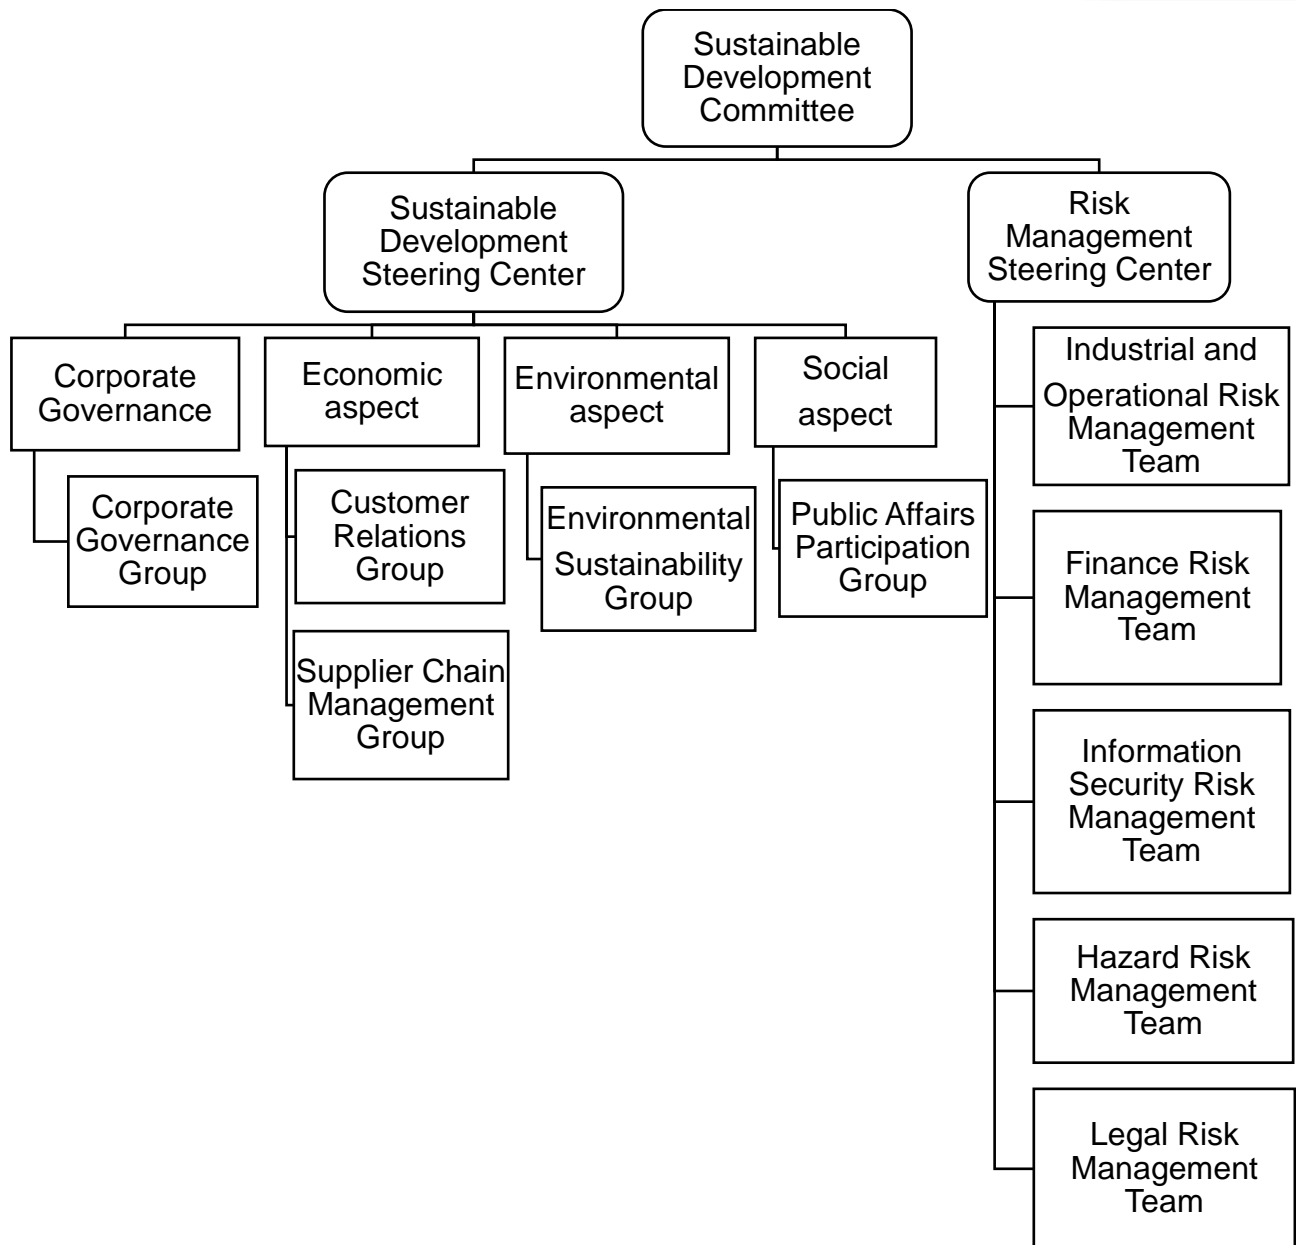 Sustainable
Development
Committee
Sustainable
Development
Steering Center
Risk
Management
Steering Center
Corporate
Governance
Economic
aspect
Environmental
aspect
Social
aspect
Corporate
Governance
Group
Customer
Relations
Group
Supplier Chain
Management
Group
Environmental
Sustainability
Group
Public Affairs
Participation
Group
Industrial and
Operational Risk
Management
Team
Finance Risk
Management
Team
Information
Security Risk
Management
Team
Hazard Risk
Management
Team
Legal Risk
Management
Team